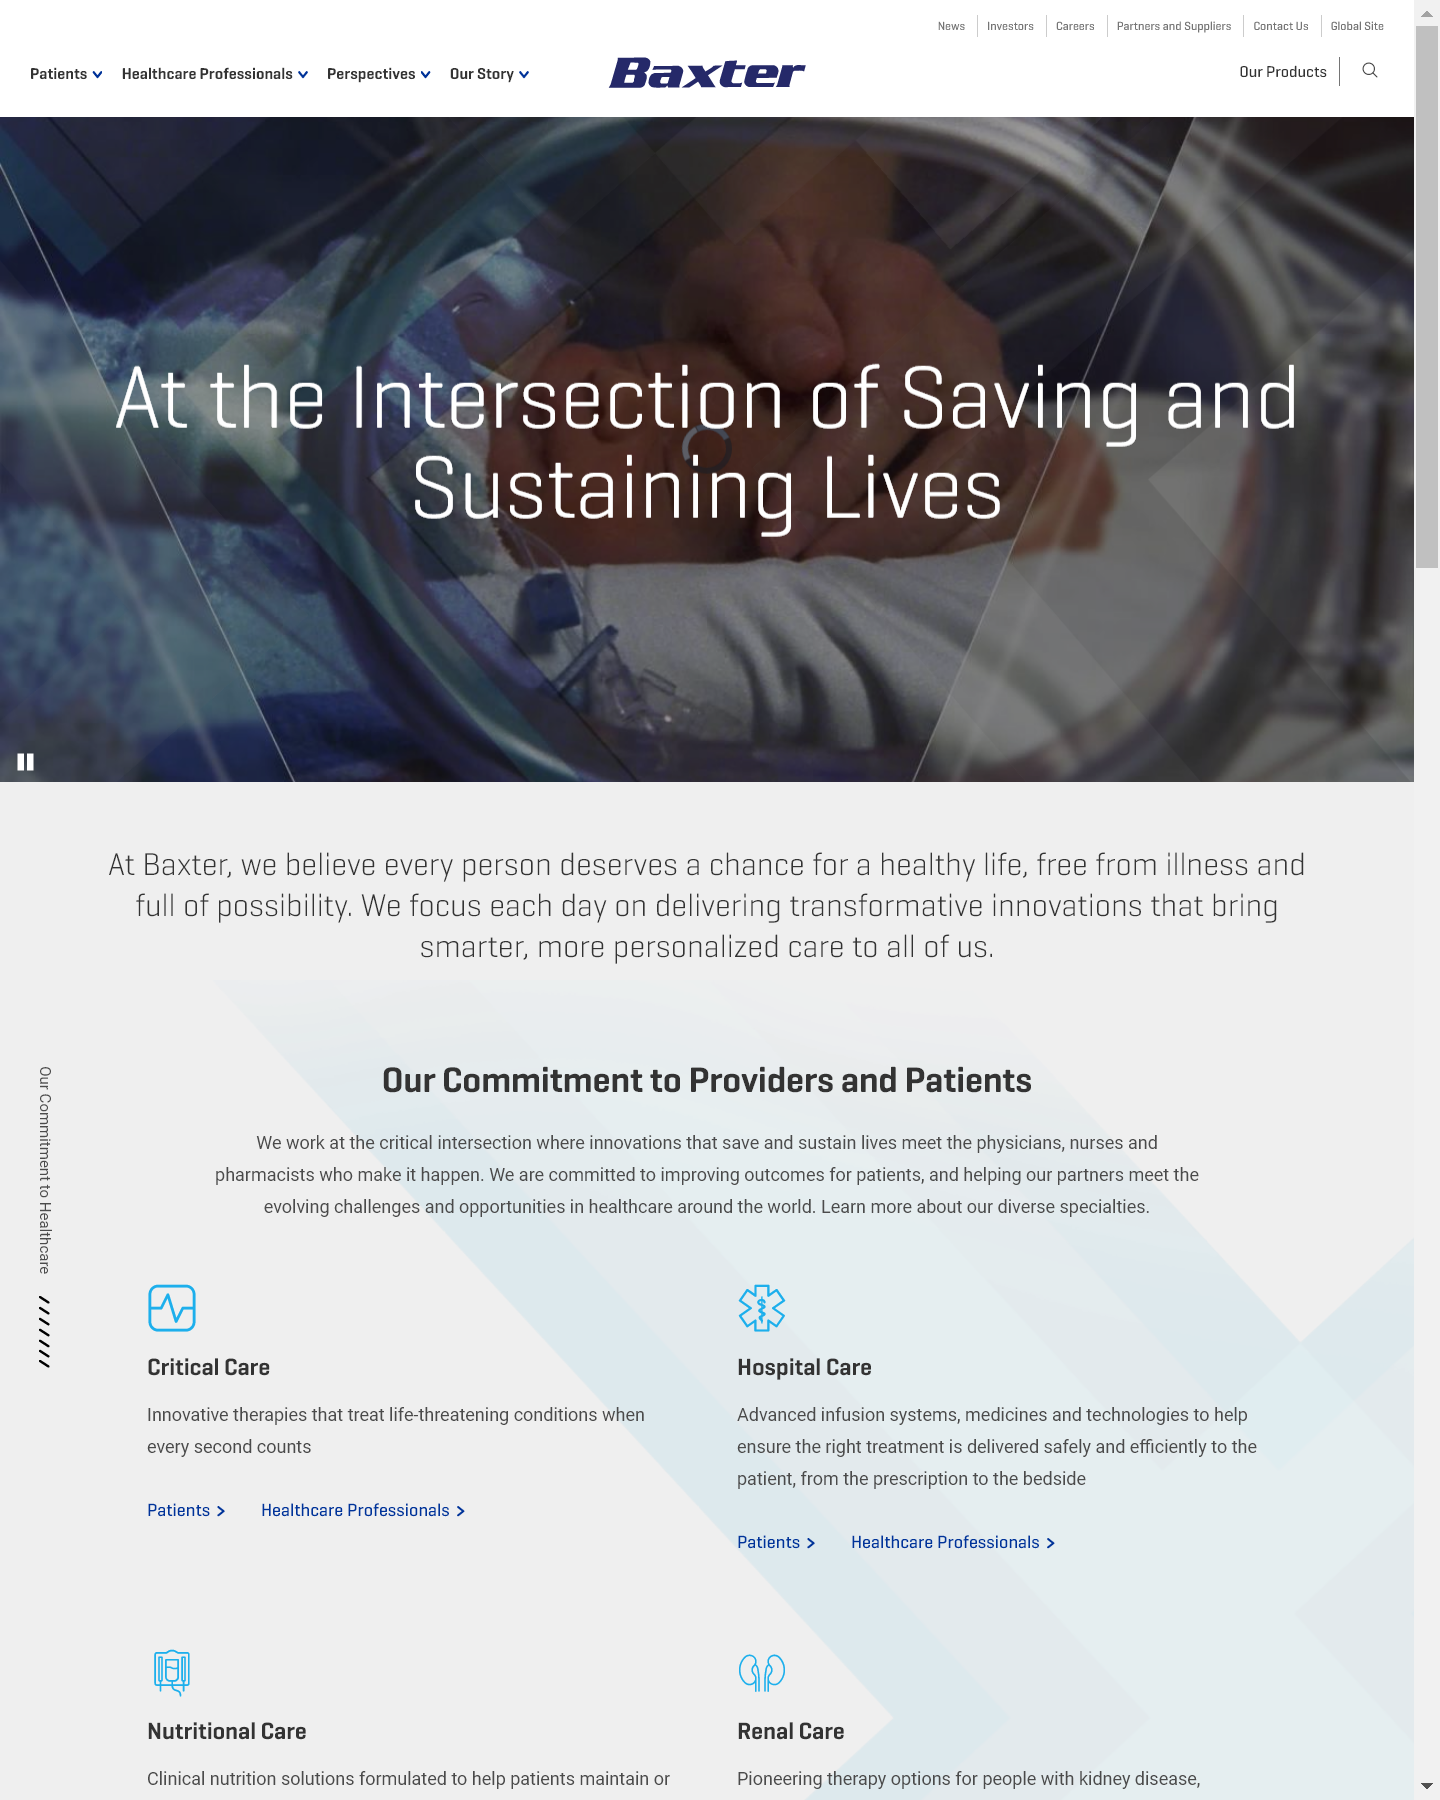 News
Investors
Careers
Partners and Suppliers
Contact Us
Global Site
Patients
Healthcare Professionals
Perspectives
Our Story
Baxter
Our Products
At the Intersection of Saving and
Sustaining Lives
At Baxter, we believe every person deserves a chance for a healthy life, free from illness and
full of possibility. We focus each day on delivering transformative innovations that bring
smarter, more personalized care to all of us.
Our Commitment to Healthcare
Our Commitment to Providers and Patients
We work at the critical intersection where innovations that save and sustain lives meet the physicians, nurses and
pharmacists who make it happen. We are committed to improving outcomes for patients, and helping our partners meet the
evolving challenges and opportunities in healthcare around the world. Learn more about our diverse specialties.
Critical Care
Innovative therapies that treat life-threatening conditions when
every second counts
Patients
Healthcare Professionals
Hospital Care
Advanced infusion systems, medicines and technologies to help
ensure the right treatment is delivered safely and efficiently to the
patient, from the prescription to the bedside
Patients
Healthcare Professionals
Nutritional Care
Clinical nutrition solutions formulated to help patients maintain or
Renal Care
Pioneering therapy options for people with kidney disease,